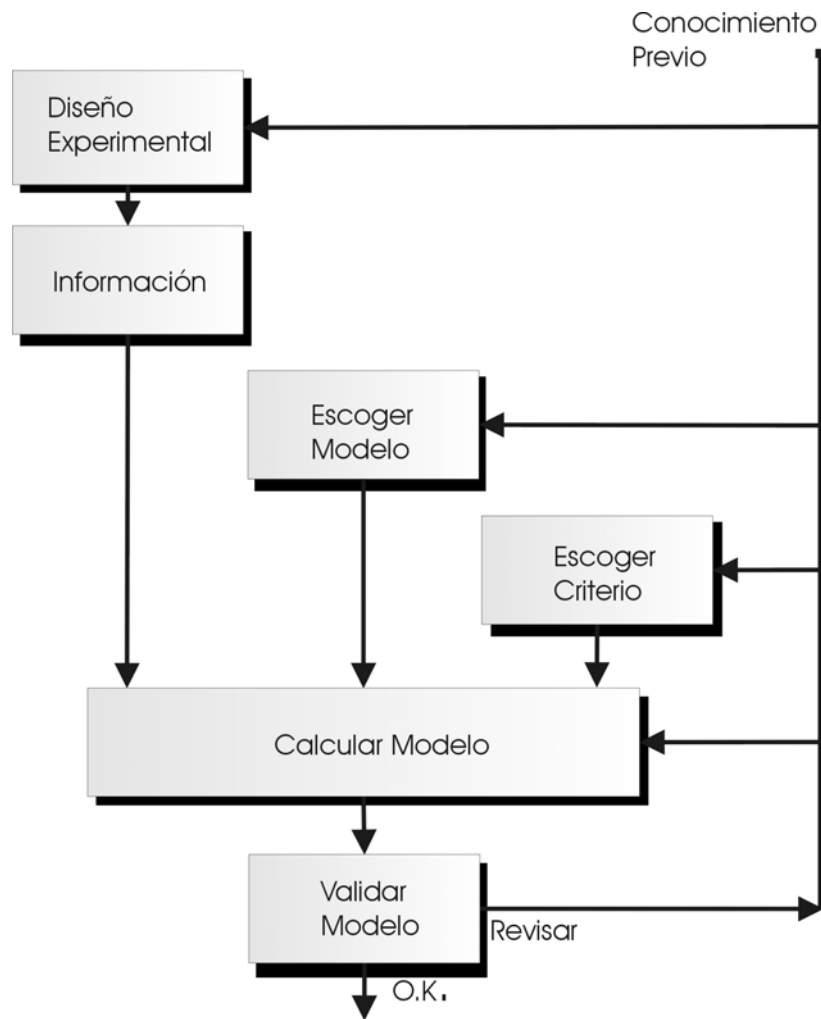 Conocimiento
Previo
Diseño
Experimental
Información
Escoger
Modelo
Escoger
Criterio
Calcular Modelo
Validar
Modelo
Revisar
O.K.